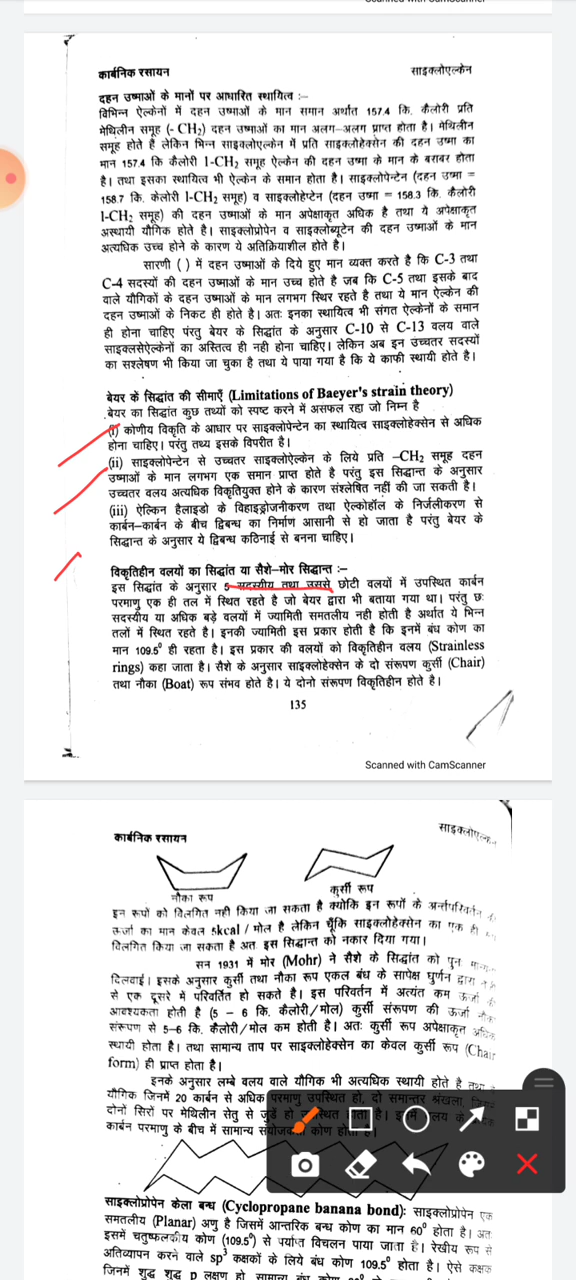 Scanned with CamScanner
कार्बनिक रसायन
साइक्लोएल्केन
दहन उष्माओं के मानों पर आधारित स्थायित्व :–
विभिन्न ऐल्केनों में दहन उष्माओं के मान समान अर्थात 157.4 कि. कैलोरी प्रति
मेथिलीन समूह (- CH₂) दहन उष्माओं का मान अलग–अलग प्राप्त होता है। मेथिलीन
समूह होते हैं लेकिन भिन्न साइक्लोएल्केन में प्रति साइक्लोहेक्सेन की दहन उष्मा का
मान 157.4 कि कैलोरी 1-CH₂ समूह ऐल्केन की दहन उष्मा के मान के बराबर होता
है। तथा इसका स्थायित्व भी ऐल्केन के समान होता है। साइक्लोपेन्टेन (दहन उष्मा =
158.7 कि. केलोरी 1-CH₂ समूह) व साइक्लोहेप्टेन (दहन उष्मा = 158.3 कि. कैलोरी
1-CH₂ समूह) की दहन उष्माओं के मान अपेक्षाकृत अधिक है तथा ये अपेक्षाकृत
अस्थायी यौगिक होते है। साइक्लोप्रोपेन व साइक्लोब्यूटेन की दहन उष्माओं के मान
अत्यधिक उच्च होने के कारण ये अतिक्रियाशील होते है।
सारणी ( ) में दहन उष्माओं के दिये हुए मान व्यक्त करते है कि C-3 तथा
C-4 सदस्यों की दहन उष्माओं के मान उच्च होते है जब कि C-5 तथा इसके बाद
वाले यौगिकों के दहन उष्माओं के मान लगभग स्थिर रहते है तथा ये मान ऐल्केन की
दहन उष्माओं के निकट ही होते है। अतः इनका स्थायित्व भी संगत ऐल्केनों के समान
ही होना चाहिए परंतु बेयर के सिद्धांत के अनुसार C-10 से C-13 वलय वाले
साइक्लसेऐल्केनों का अस्तित्व ही नही होना चाहिए। लेकिन अब इन उच्चतर सदस्यों
का सश्लेषण भी किया जा चुका है तथा ये पाया गया है कि ये काफी स्थायी होते है।
बेयर के सिद्धांत की सीमाएँ (Limitations of Baeyer's strain theory)
बेयर का सिद्धांत कुछ तथ्यों को स्पष्ट करने में असफल रहा जो निम्न है
(i) कोणीय विकृति के आधार पर साइक्लोपेन्टेन का स्थायित्व साइक्लोहेक्सेन से अधिक
होना चाहिए। परंतु तथ्य इसके विपरीत है।
(ii) साइक्लोपेन्टेन से उच्चतर साइक्लोऐल्केन के लिये प्रति –CH₂ समूह दहन
उष्माओं के मान लगभग एक समान प्राप्त होते है परंतु इस सिद्धान्त के अनुसार
उच्चतर वलय अत्यधिक विकृतियुक्त होने के कारण संश्लेषित नहीं की जा सकती है।
(iii) ऐल्किन हैलाइडो के विहाइड्रोजनीकरण तथा ऐल्कोहॉल के निर्जलीकरण से
कार्बन–कार्बन के बीच द्विबन्ध का निर्माण आसानी से हो जाता है परंतु बेयर के
सिद्धान्त के अनुसार ये द्विबन्ध कठिनाई से बनना चाहिए।
विकृतिहीन वलयों का सिद्धांत या सैशे–मोर सिद्धान्त :–
इस सिद्धांत के अनुसार 5 सदस्यीय तथा उससे छोटी वलयों में उपस्थित कार्बन
परमाणु एक ही तल में स्थित रहते है जो बेयर द्वारा भी बताया गया था। परंतु छः
सदस्यीय या अधिक बड़े वलयों में ज्यामिती समतलीय नही होती है अर्थात ये भिन्न
तलों में स्थित रहते है। इनकी ज्यामिती इस प्रकार होती है कि इनमें बंध कोण का
मान 109.5° ही रहता है। इस प्रकार की वलयों को विकृतिहीन वलय (Strainless
rings) कहा जाता है। सैशे के अनुसार साइक्लोहेक्सेन के दो संरूपण कुर्सी (Chair)
तथा नौका (Boat) रूप संभव होते है। ये दोनो संरूपण विकृतिहीन होते है।
135
Scanned with CamScanner
कार्बनिक रसायन
नौका रूप
कुर्सी रूप
इन रूपों को विलगित नही किया जा सकता है क्योकि इन रूपों के
ऊर्जा का मान केवल 5kcal / मोल है लेकिन चूँकि साइक्लोहेक्सेन का एक ही
विलगित किया जा सकता है अत इस सिद्धान्त को नकार दिया गया।
सन 1931 में मोर (Mohr) ने सैशे के सिद्धांत को पुन
दिलवाई। इसके अनुसार कुर्सी तथा नौका रूप एकल बंध के सापेक्ष घुर्णन द्वारा
से एक दूसरे में परिवर्तित हो सकते है। इस परिवर्तन में अत्यंत कम ऊर्जा
आवश्यकता होती है (5 – 6 कि. कैलोरी/मोल) कुर्सी संरूपण की ऊर्जा
संरूपण से 5–6 कि. कैलोरी/मोल कम होती है। अतः कुर्सी रूप अपेक्षाकृत
स्थायी होता है। तथा सामान्य ताप पर साइक्लोहेक्सेन का केवल कुर्सी रूप (Chair
form) ही प्राप्त होता है।
इनके अनुसार लम्बे वलय वाले यौगिक भी अत्यधिक स्थायी होते है तथा
यौगिक जिनमें 20 कार्बन से अधिक परमाणु उपस्थित हो, दो समान्तर श्रंखला,
दोनों सिरों पर मेथिलीन सेतु से जुड़े हो
कार्बन परमाणु के बीच में सामान्य कोण
साइक्लोप्रोपेन केला बन्ध (Cyclopropane banana bond): साइक्लोप्रोपेन एक
समतलीय (Planar) अणु है जिसमें आन्तरिक बन्ध कोण का मान 60° होता है। अतः
इसमें चतुष्फलकीय कोण (109.5°) से पर्याप्त विचलन पाया जाता है। रेखीय रूप से
अतिव्यापन करने वाले sp³ कक्षकों के लिये बंध कोण 109.5° होता है। ऐसे कक्षक
जिनमें शुद्ध p लक्षण हो सामान्य बंध कोण